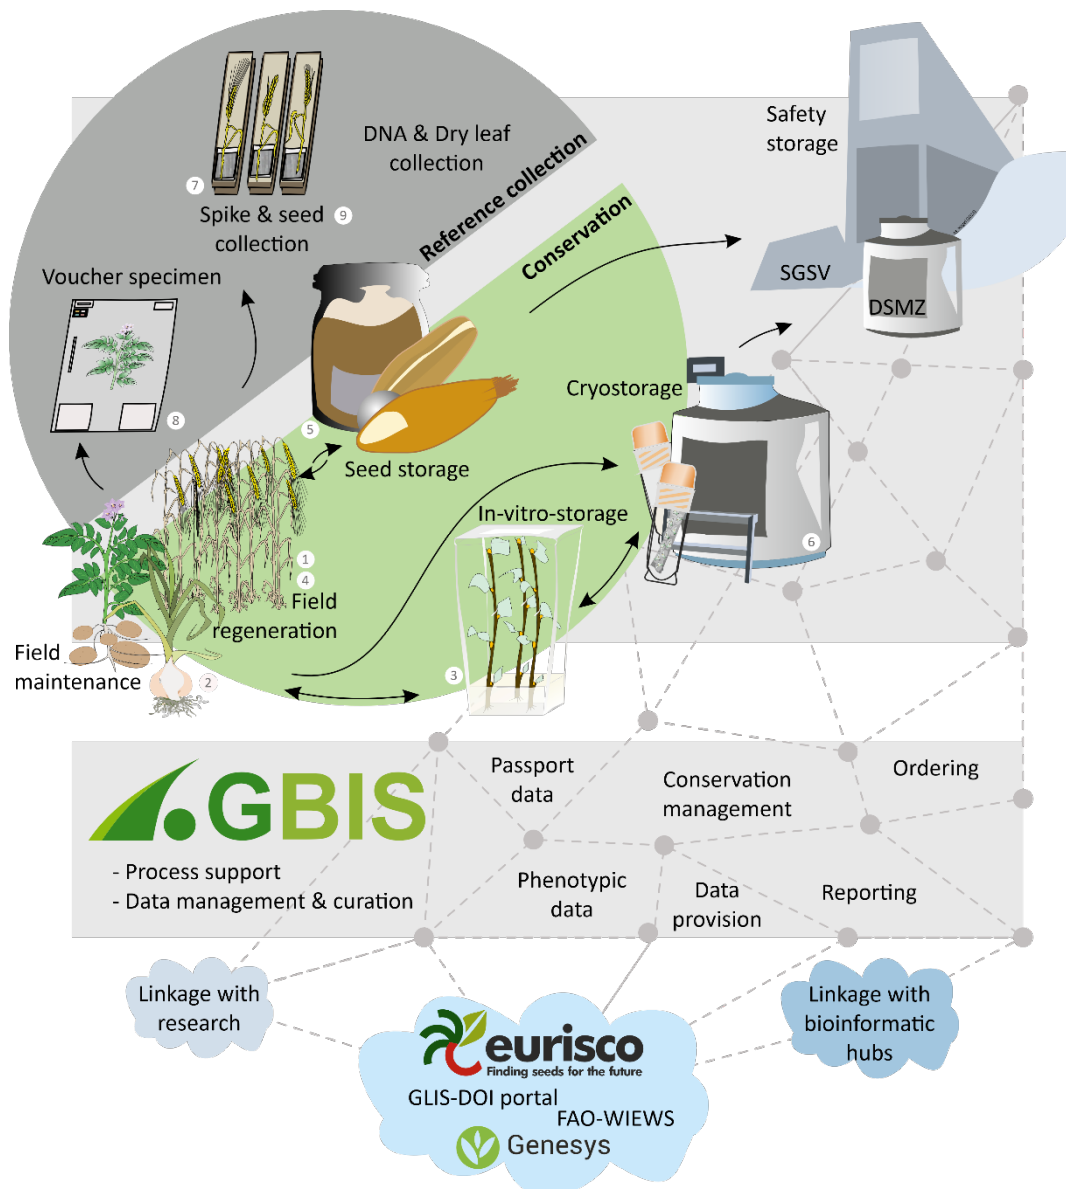 DNA & Dry leaf
collection
7
Spike & seed
collection
9
Reference collection
Conservation
Voucher specimen
8
Safety
storage
SGSV
DSMZ
Cryostorage
6
5
Seed storage
In-vitro-storage
3
1
4
Field
regeneration
Field
maintenance
2
GBIS
- Process support
- Data management & curation
Passport
data
Conservation
management
Ordering
Phenotypic
data
Data
provision
Reporting
Linkage with
research
eurisco
Finding seeds for the future
GLIS-DOI portal
FAO-WIEWS
Genesys
Linkage with
bioinformatic
hubs